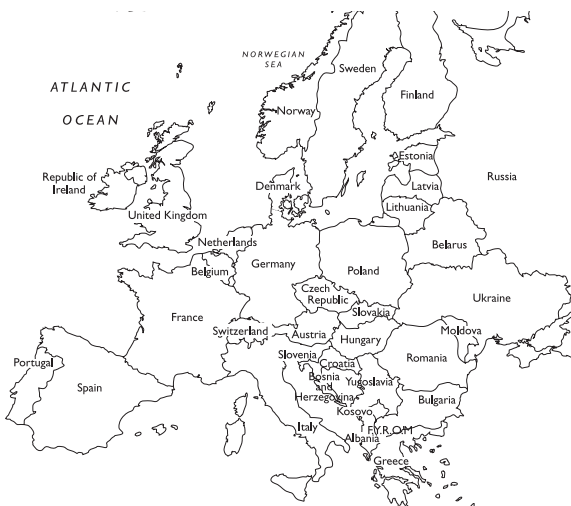 NORWEGIAN
SEA
Sweden
ATLANTIC
OCEAN
Finland
Norway
Estonia
Russia
Republic of
Ireland
Denmark
Latvia
Lithuania
United Kingdom
Netherlands
Belarus
Belgium
Germany
Poland
Czech
Republic
Ukraine
Slovakia
France
Switzerland
Austria
Moldova
Hungary
Portugal
Slovenia
Romania
Croatia
Spain
Bosnia
and
Herzegovina
Yugoslavia
Bulgaria
Kosovo
Italy
F.Y.R.O.M
Albania
Greece